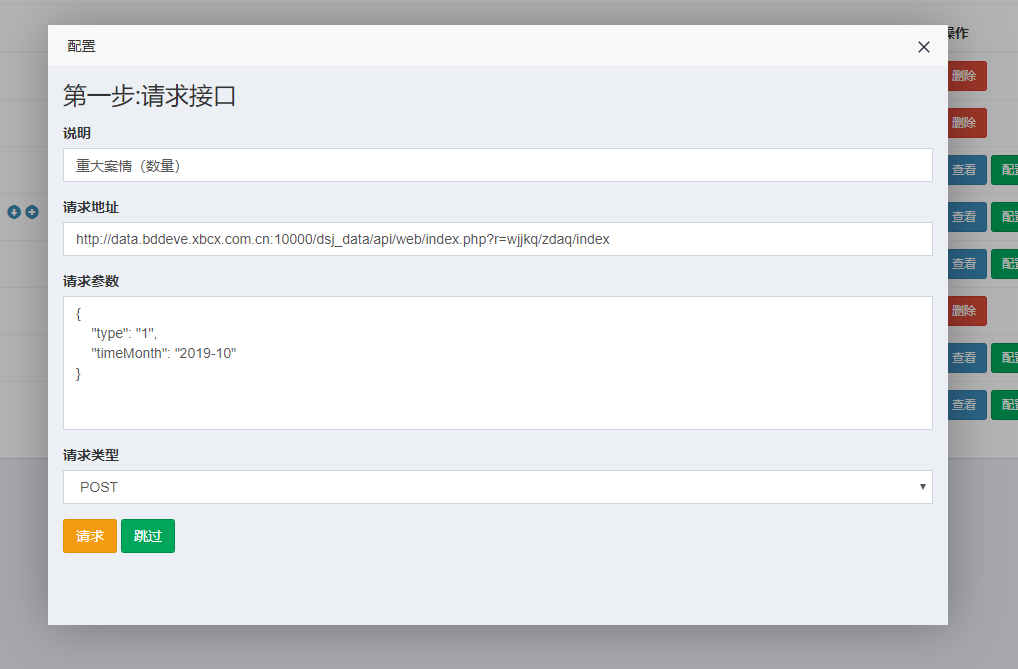 配置
操作
第一步:请求接口
说明
重大案情（数量）
请求地址
http://data.bddeve.xbcx.com.cn:10000/dsj_data/api/web/index.php?r=wjjkq/zdaq/index
请求参数
{
"type": "1",
"timeMonth": "2019-10"
}
请求类型
POST
请求 跳过
删除
删除
查看 配置
查看 配置
查看 配置
删除
查看 配置
查看 配置